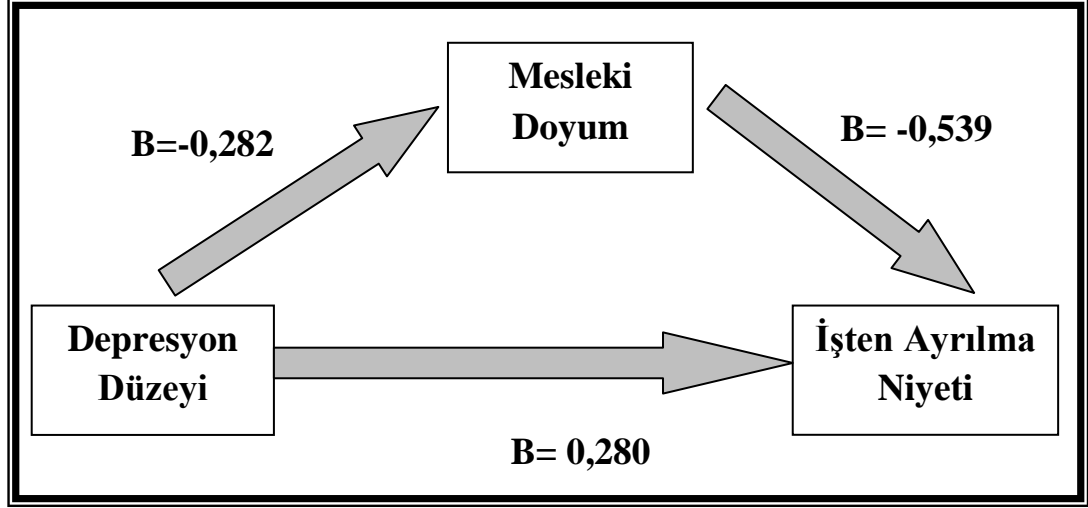 Mesleki
Doyum
B=-0,282
B= -0,539
Depresyon
Düzeyi
İşten Ayrılma
Niyeti
B= 0,280